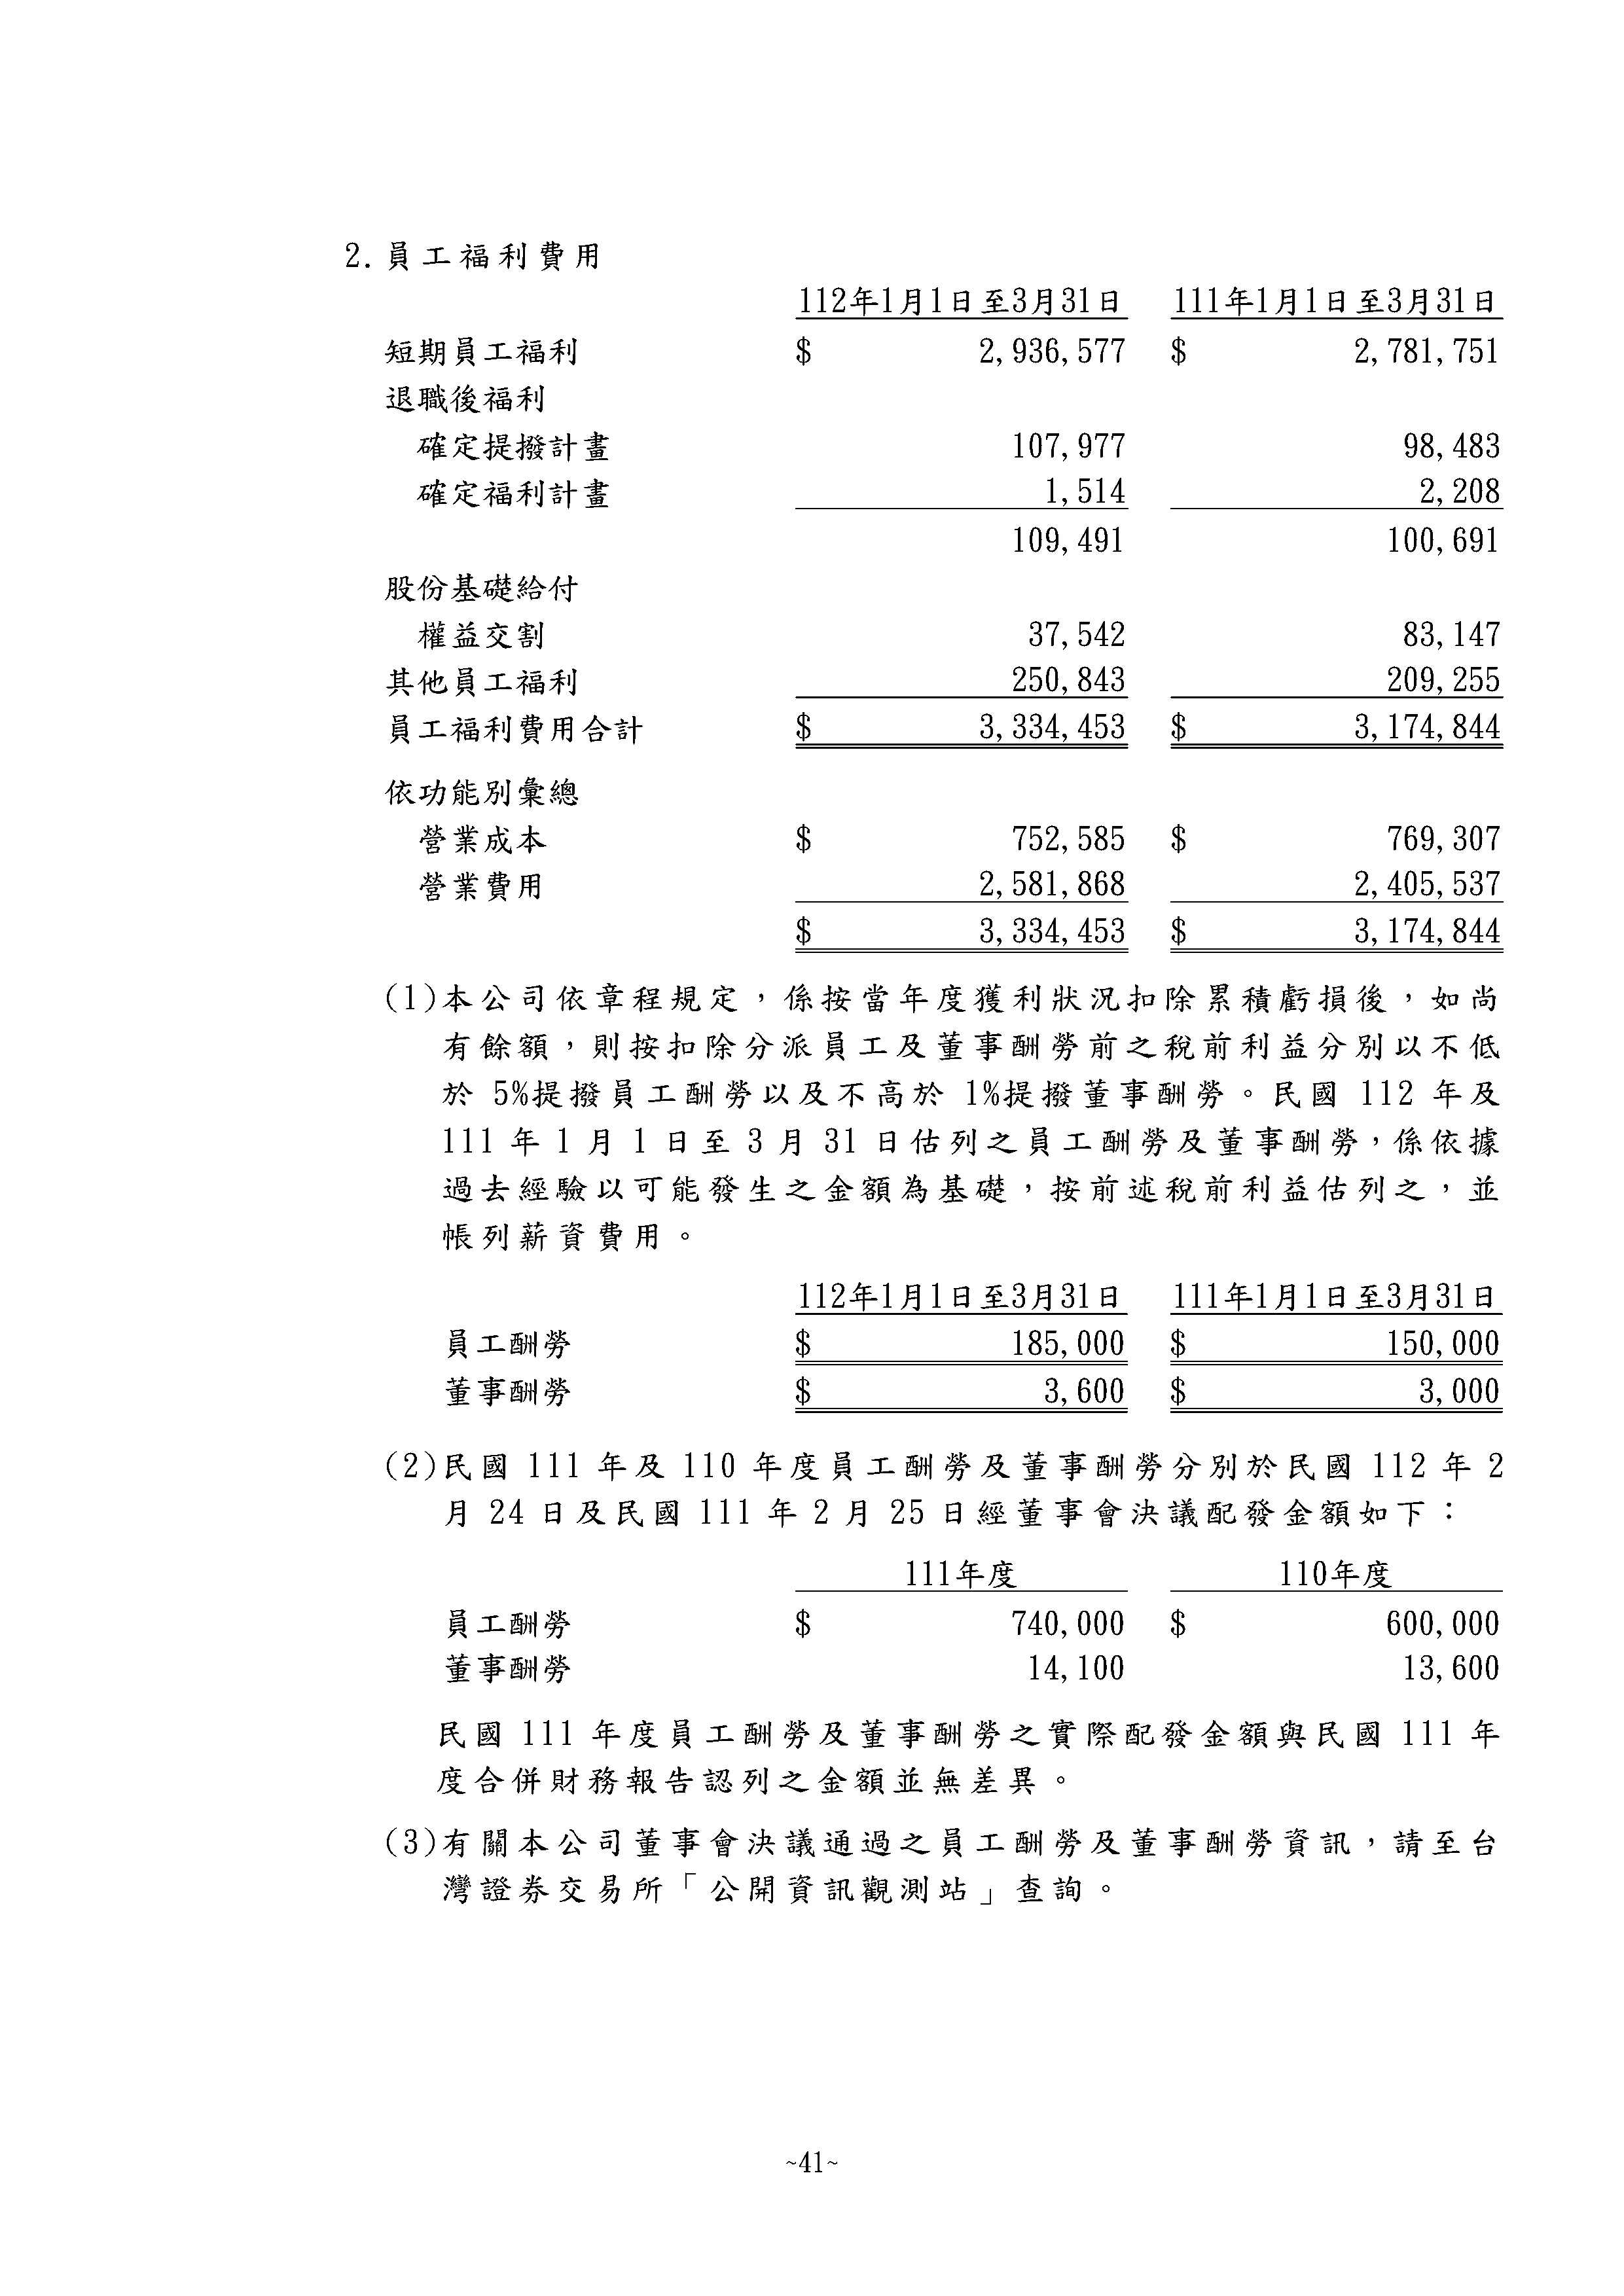 2.員工福利費用
112年1月1日至3月31日 111年1月1日至3月31日
短期員工福利 $ 2,936,577 $ 2,781,751
退職後福利
確定提撥計畫 107,977 98,483
確定福利計畫 1,514 2,208
109,491 100,691
股份基礎給付
權益交割 37,542 83,147
其他員工福利 250,843 209,255
員工福利費用合計 $ 3,334,453 $ 3,174,844
依功能別彙總
營業成本 $ 752,585 $ 769,307
營業費用 2,581,868 2,405,537
$ 3,334,453 $ 3,174,844
(1)本公司依章程規定，係按當年度獲利狀況扣除累積虧損後，如尚
有餘額，則按扣除分派員工及董事酬勞前之稅前利益分別以不低
於 5%提撥員工酬勞以及不高於 1%提撥董事酬勞。民國 112 年及
111 年 1 月 1 日至 3 月 31 日估列之員工酬勞及董事酬勞，係依據
過去經驗以可能發生之金額為基礎，按前述稅前利益估列之，並
帳列薪資費用。
112年1月1日至3月31日 111年1月1日至3月31日
員工酬勞 $ 185,000 $ 150,000
董事酬勞 $ 3,600 $ 3,000
(2)民國 111 年及 110 年度員工酬勞及董事酬勞分別於民國 112 年 2
月 24 日及民國 111 年 2 月 25 日經董事會決議配發金額如下：
111年度 110年度
員工酬勞 $ 740,000 $ 600,000
董事酬勞 14,100 13,600
民國 111 年度員工酬勞及董事酬勞之實際配發金額與民國 111 年
度合併財務報告認列之金額並無差異。
(3)有關本公司董事會決議通過之員工酬勞及董事酬勞資訊，請至台
灣證券交易所「公開資訊觀測站」查詢。
~41~